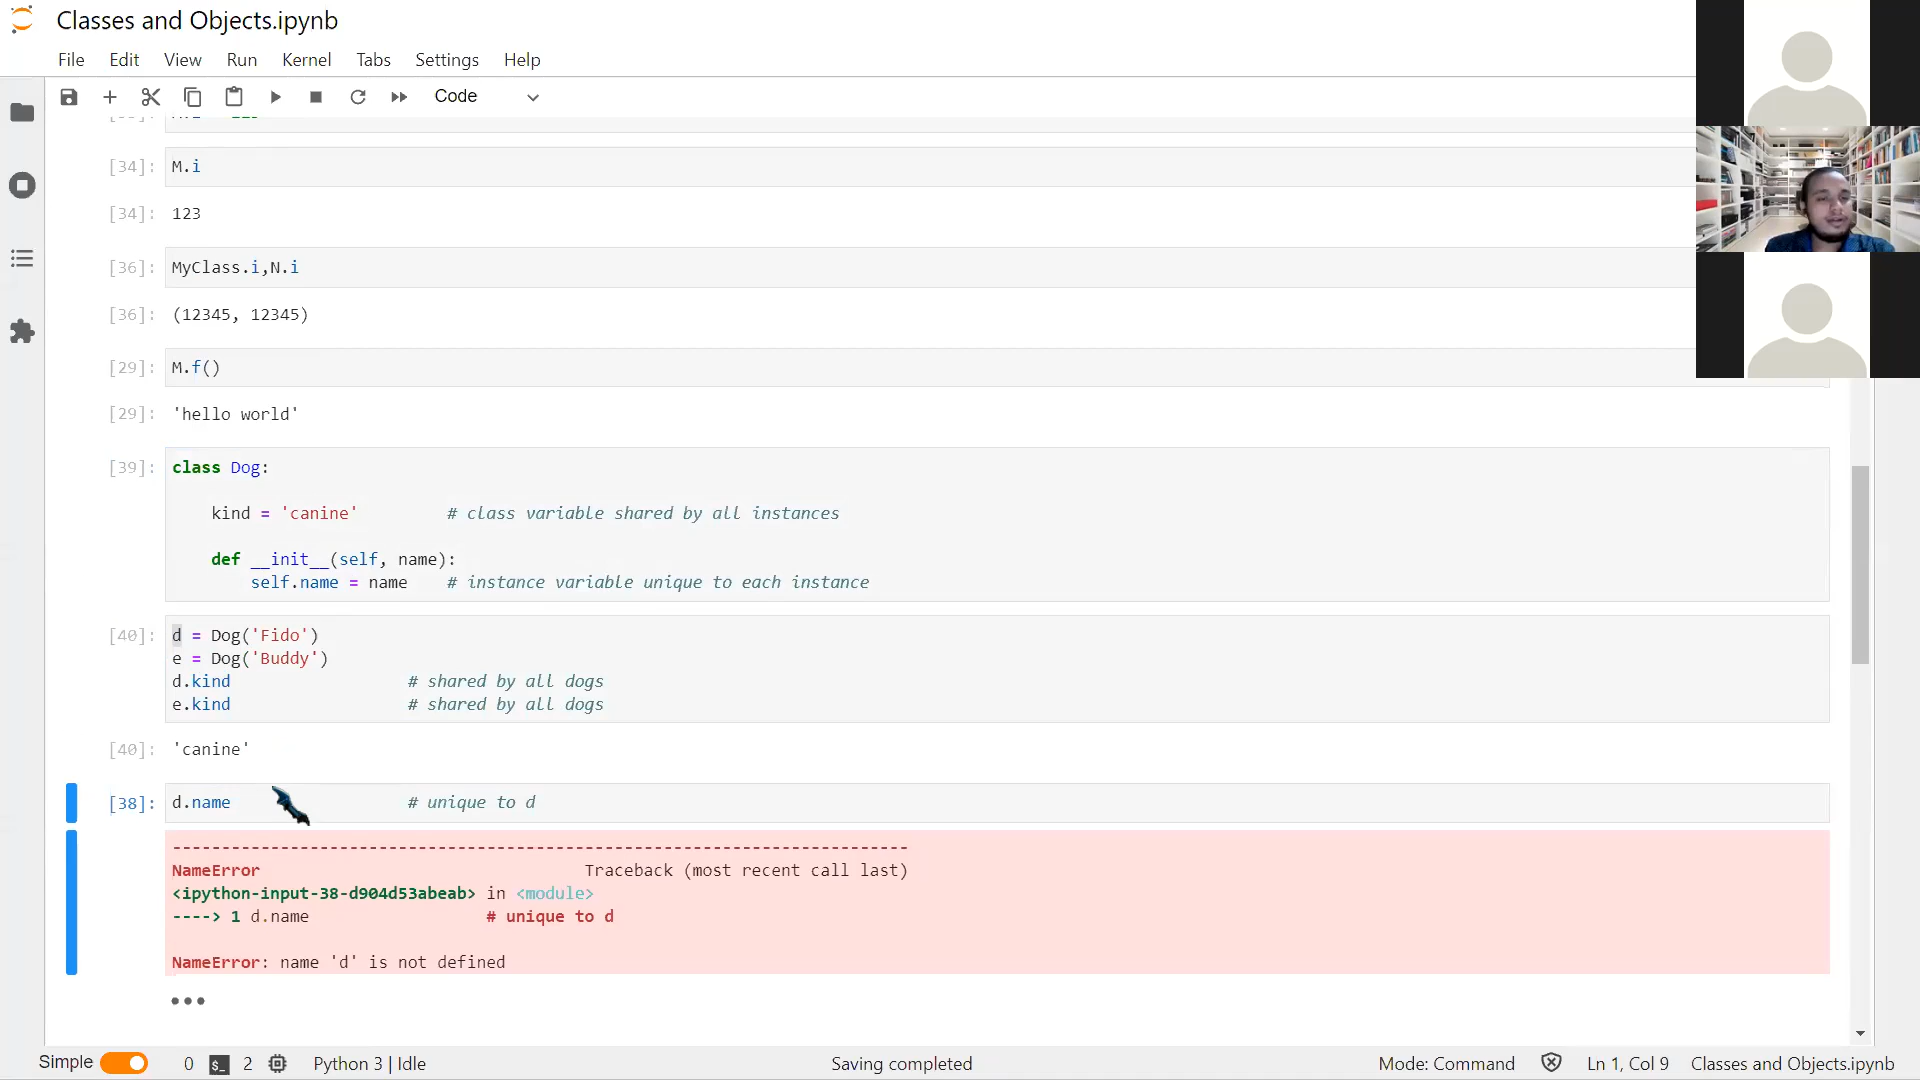 Classes and Objects.ipynb
File Edit View Run Kernel Tabs Settings Help
Code
[34]: M.i
[34]: 123
[36]: MyClass.i,N.i
[36]: (12345, 12345)
[29]: M.f()
[29]: 'hello world'
[39]: class Dog:
kind = 'canine' # class variable shared by all instances
def __init__(self, name):
self.name = name # instance variable unique to each instance
[40]: d = Dog('Fido')
e = Dog('Buddy')
d.kind # shared by all dogs
e.kind # shared by all dogs
[40]: 'canine'
[38]: d.name # unique to d
---------------------------------------------------------------------------
NameError Traceback (most recent call last)
<ipython-input-38-d904d53abeab> in <module>
----> 1 d.name # unique to d
NameError: name 'd' is not defined
•••
Simple 0 $_ 2 Python 3 | Idle Saving completed Mode: Command Ln 1, Col 9 Classes and Objects.ipynb